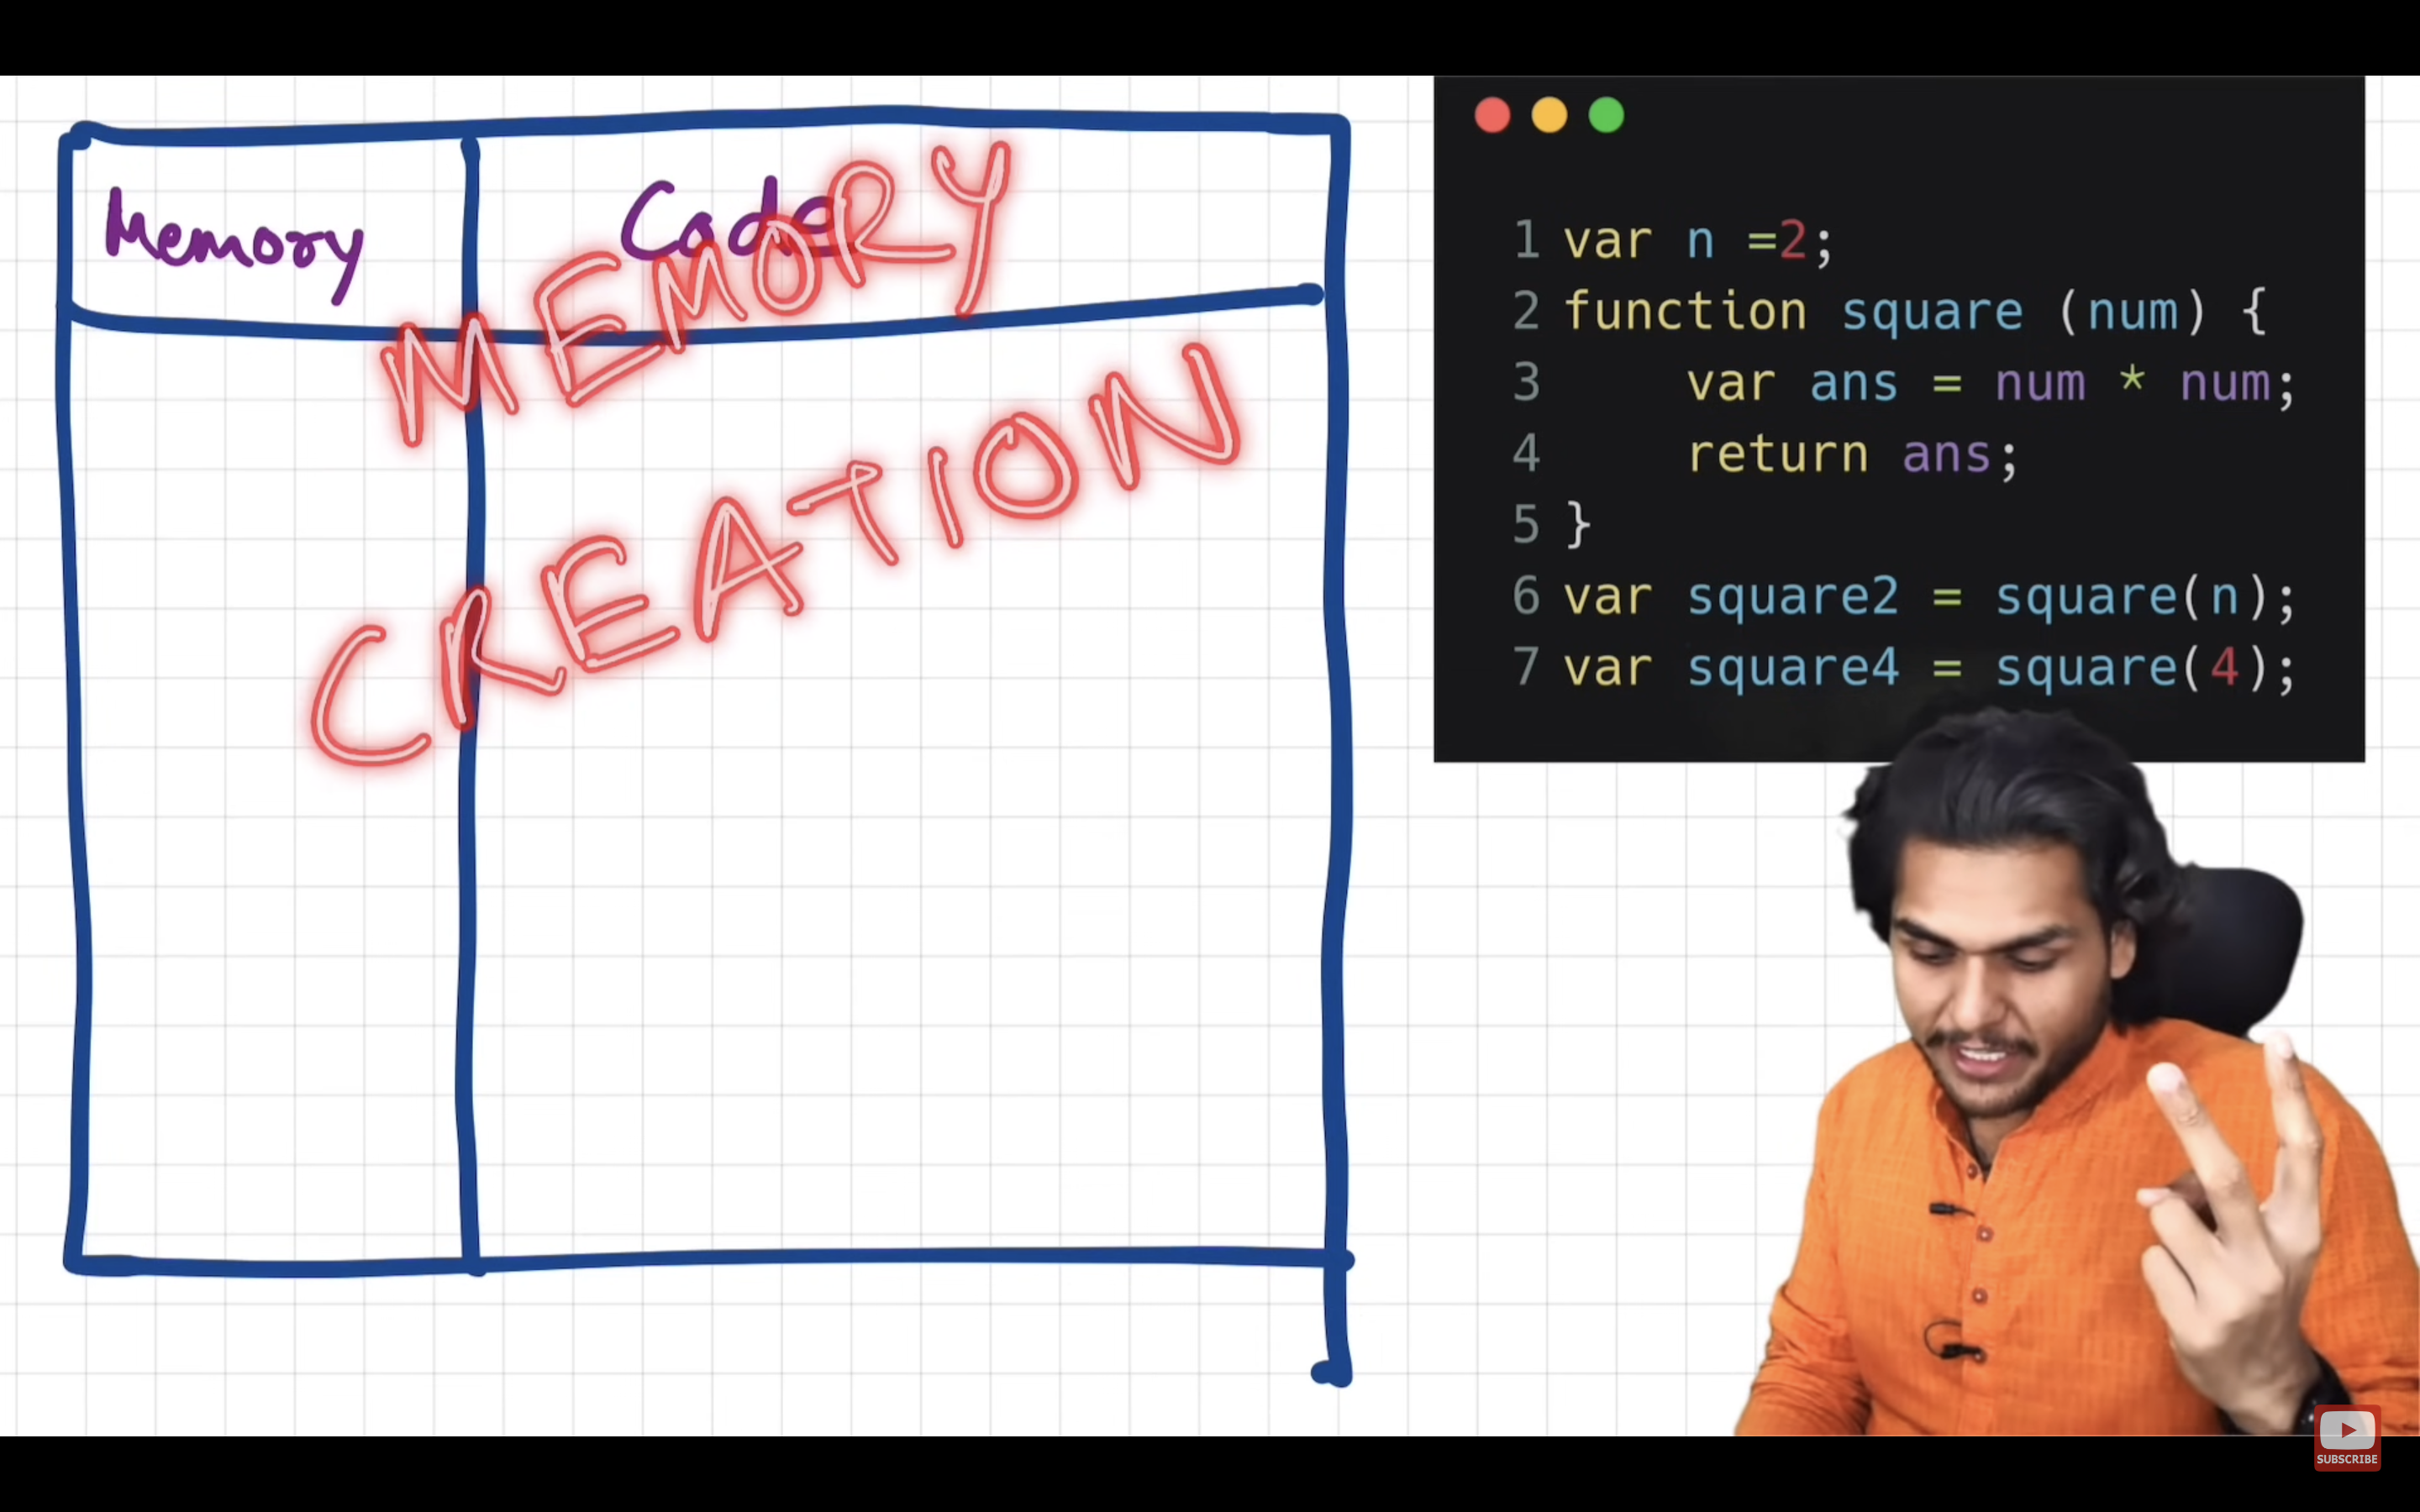 Memory
Code
MEMORY
CREATION
1 var n =2;
2 function square (num) {
3 var ans = num * num;
4 return ans;
5 }
6 var square2 = square(n);
7 var square4 = square(4);
SUBSCRIBE